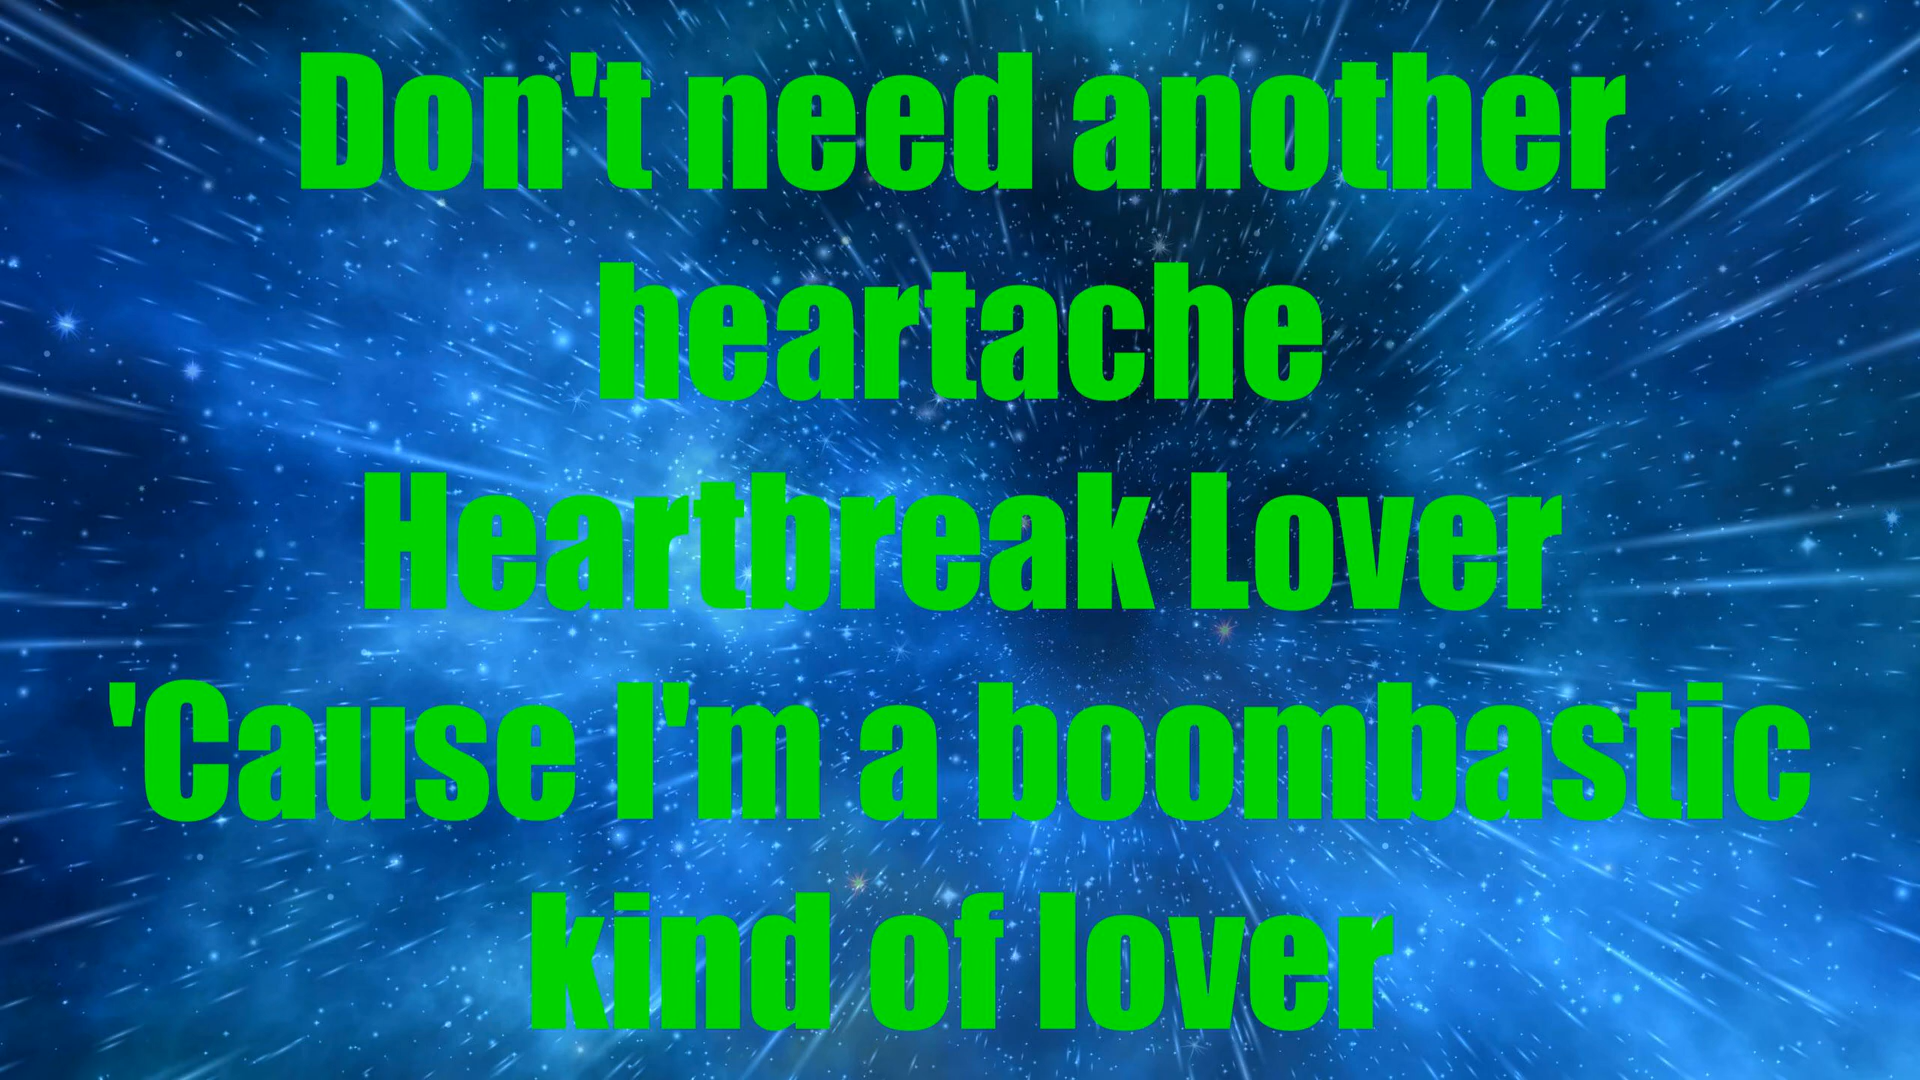 Don't need another
heartache
Heartbreak Lover
'Cause I'm a boombastic
kind of lover